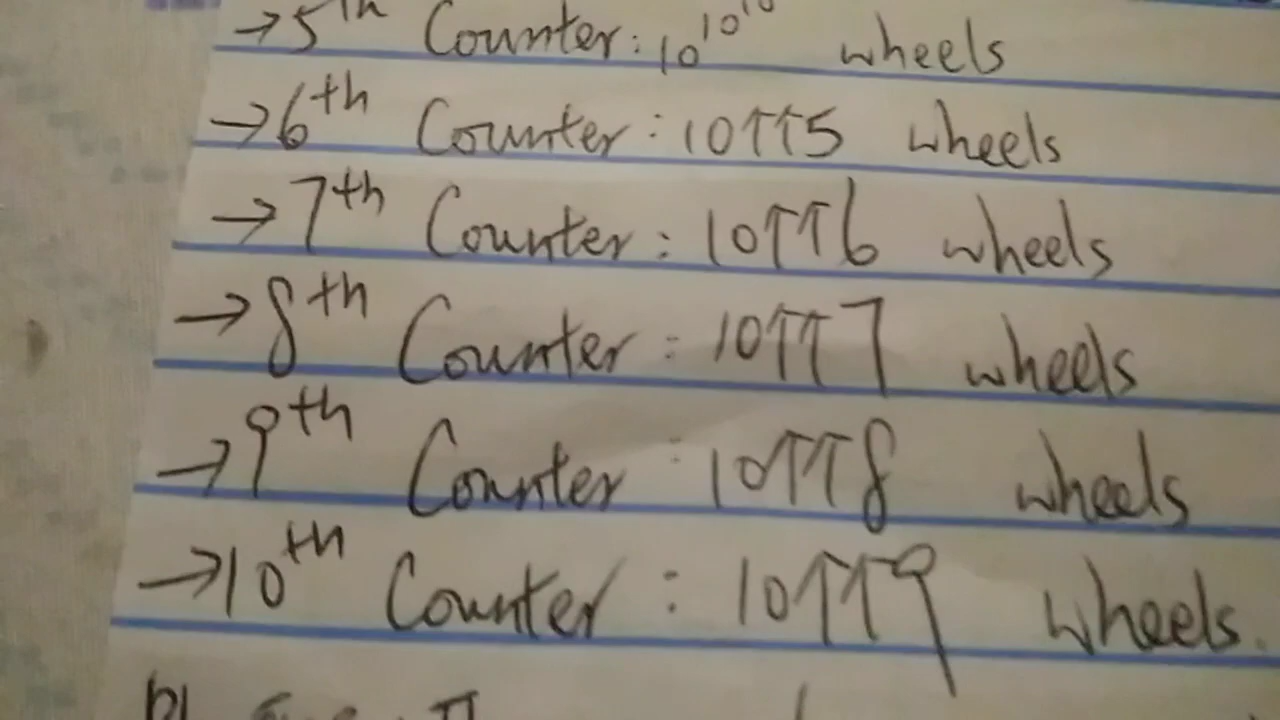 →5th Counter: 10^10^10 wheels
→6th Counter: 10↑↑5 wheels
→7th Counter: 10↑↑6 wheels
→8th Counter: 10↑↑7 wheels
→9th Counter: 10↑↑8 wheels
→10th Counter: 10↑↑9 wheels.